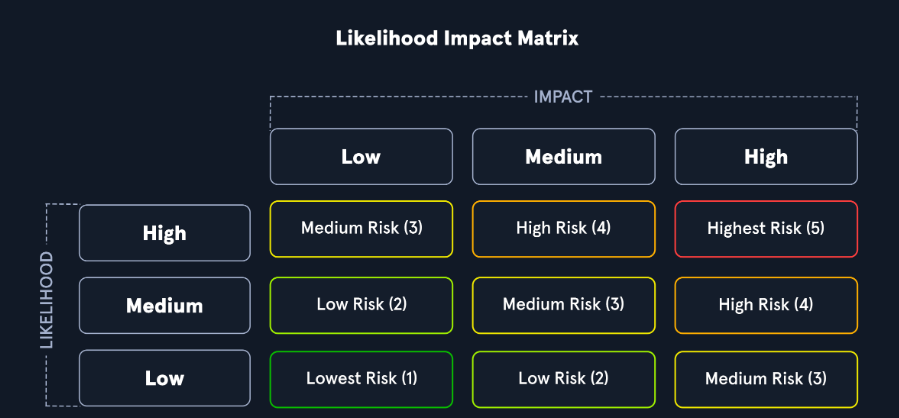 Likelihood Impact Matrix
IMPACT
Low Medium High
High Medium Risk (3) High Risk (4) Highest Risk (5)
LIKELIHOOD
Medium Low Risk (2) Medium Risk (3) High Risk (4)
Low Lowest Risk (1) Low Risk (2) Medium Risk (3)